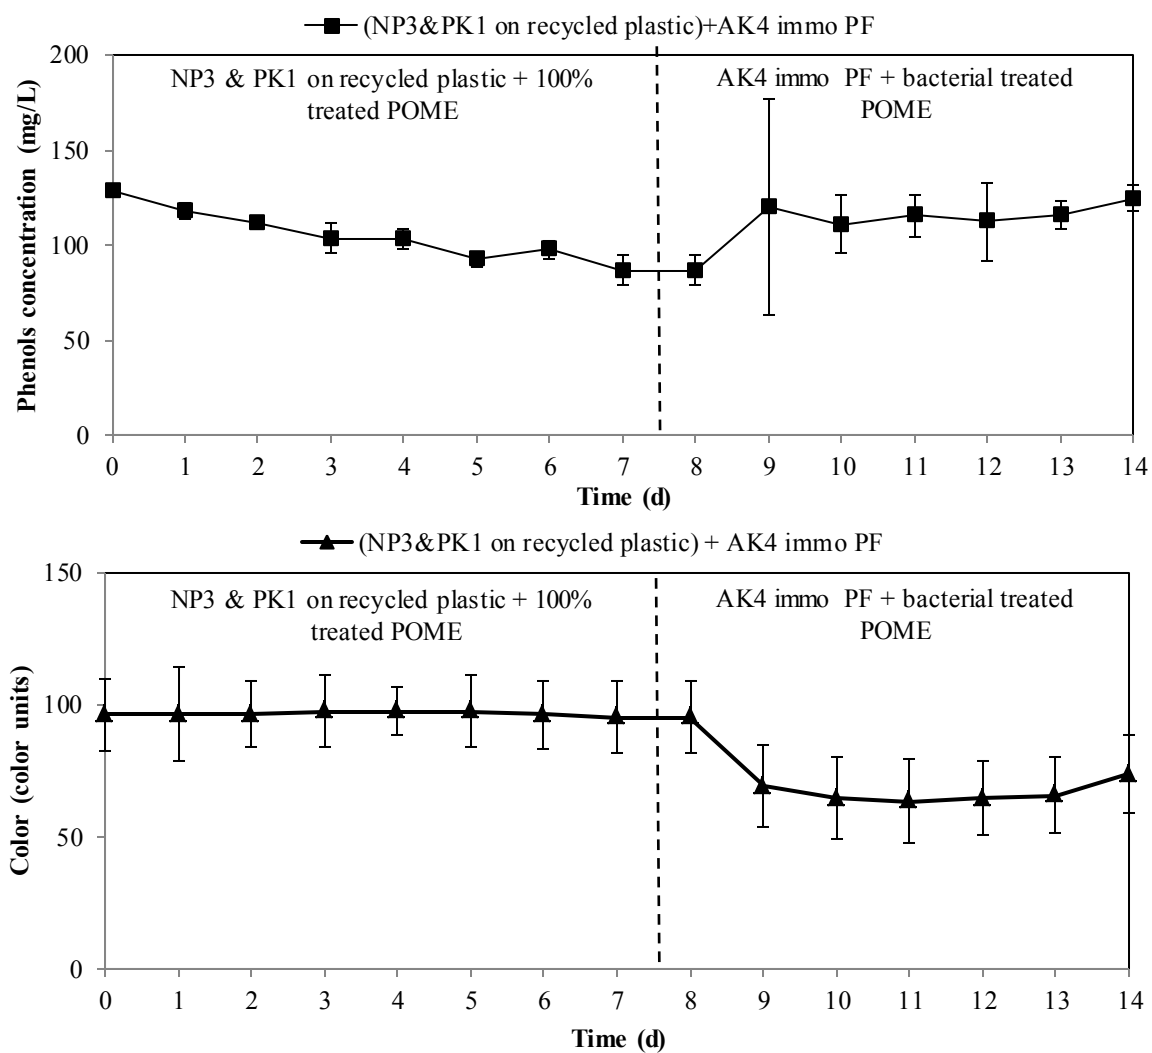 (NP3&PK1 on recycled plastic)+AK4 immo PF
200
150
100
50
0
Phenols concentration (mg/L)
NP3 & PK1 on recycled plastic + 100%
treated POME
AK4 immo PF + bacterial treated
POME
0 1 2 3 4 5 6 7 8 9 10 11 12 13 14
Time (d)
(NP3&PK1 on recycled plastic) + AK4 immo PF
150
100
50
0
Color (color units)
NP3 & PK1 on recycled plastic + 100%
treated POME
AK4 immo PF + bacterial treated
POME
0 1 2 3 4 5 6 7 8 9 10 11 12 13 14
Time (d)